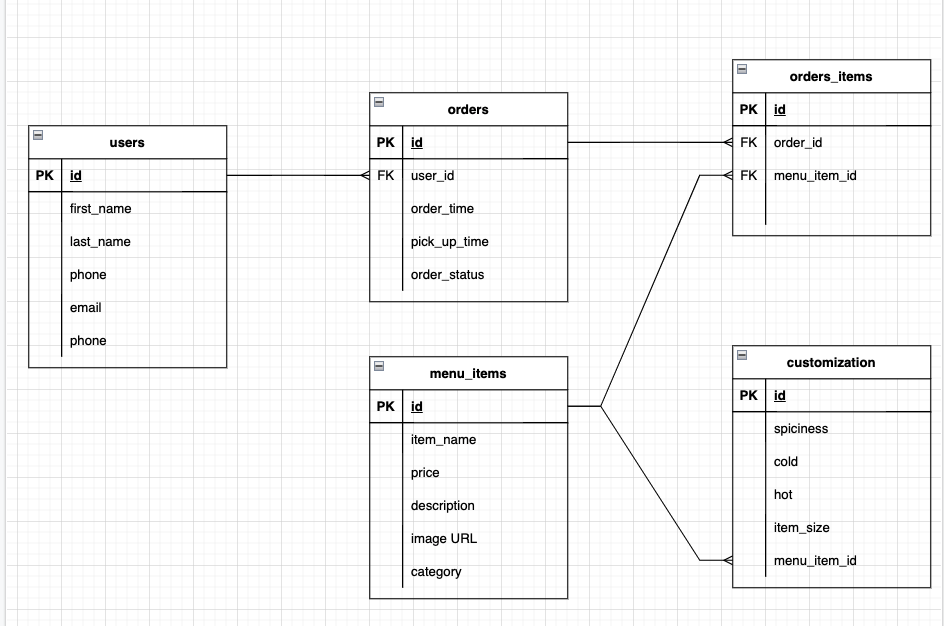 users
PK id
first_name
last_name
phone
email
phone
orders
PK id
FK user_id
order_time
pick_up_time
order_status
menu_items
PK id
item_name
price
description
image URL
category
orders_items
PK id
FK order_id
FK menu_item_id
customization
PK id
spiciness
cold
hot
item_size
menu_item_id